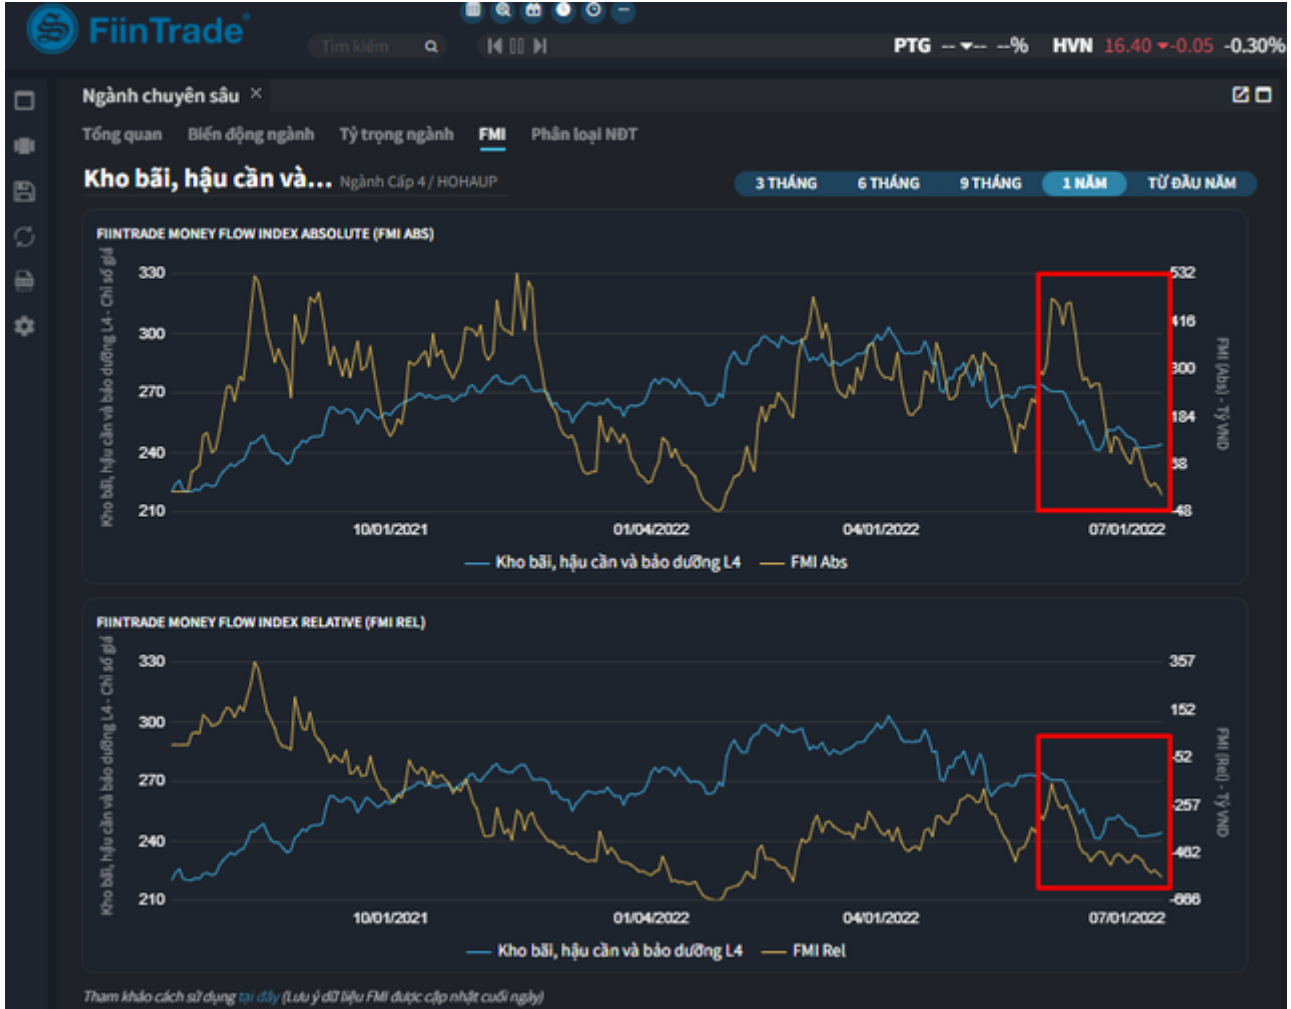 FiinTrade
Tìm kiếm
PTG -- -- --% HVN 16.40 -0.05 -0.30%
Ngành chuyên sâu ×
Tổng quan Biến động ngành Tỷ trọng ngành FMI Phân loại NĐT
Kho bãi, hậu cần và... Ngành Cấp 4 / HOHAUP
3 THÁNG 6 THÁNG 9 THÁNG 1 NĂM TỪ ĐẦU NĂM
FIINTRADE MONEY FLOW INDEX ABSOLUTE (FMI ABS)
Kho bãi, hậu cần và bảo dưỡng L4 - Chỉ số giá
330
300
270
240
210
532
416
300
184
68
-48
FMI (Abs) - Tỷ VND
10/01/2021 01/04/2022 04/01/2022 07/01/2022
Kho bãi, hậu cần và bảo dưỡng L4 FMI Abs
FIINTRADE MONEY FLOW INDEX RELATIVE (FMI REL)
Kho bãi, hậu cần và bảo dưỡng L4 - Chỉ số giá
330
300
270
240
210
357
152
-52
-257
-462
-666
FMI (Rel) - Tỷ VND
10/01/2021 01/04/2022 04/01/2022 07/01/2022
Kho bãi, hậu cần và bảo dưỡng L4 FMI Rel
Tham khảo cách sử dụng tại đây (Lưu ý dữ liệu FMI được cập nhật cuối ngày)